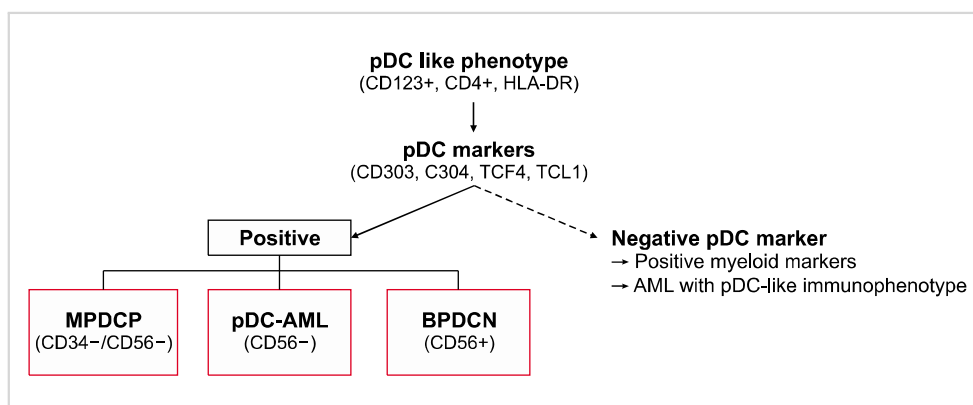 pDC like phenotype
(CD123+, CD4+, HLA-DR)
pDC markers
(CD303, C304, TCF4, TCL1)
Positive
Negative pDC marker
→ Positive myeloid markers
→ AML with pDC-like immunophenotype
MPDCP
(CD34−/CD56−)
pDC-AML
(CD56−)
BPDCN
(CD56+)